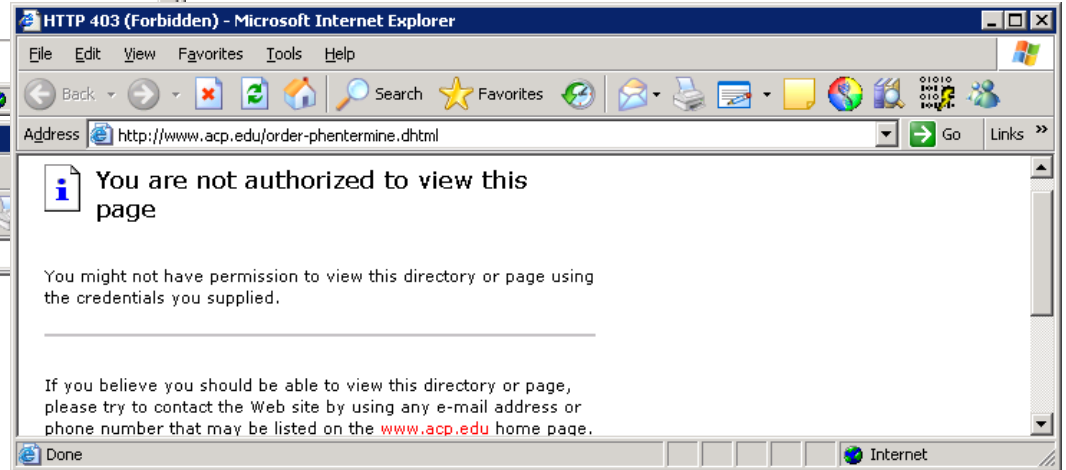 HTTP 403 (Forbidden) - Microsoft Internet Explorer
File Edit View Favorites Tools Help
Back Search Favorites
Address http://www.acp.edu/order-phentermine.dhtml Go Links »
You are not authorized to view this
page
You might not have permission to view this directory or page using
the credentials you supplied.
If you believe you should be able to view this directory or page,
please try to contact the Web site by using any e-mail address or
phone number that may be listed on the www.acp.edu home page.
Done Internet